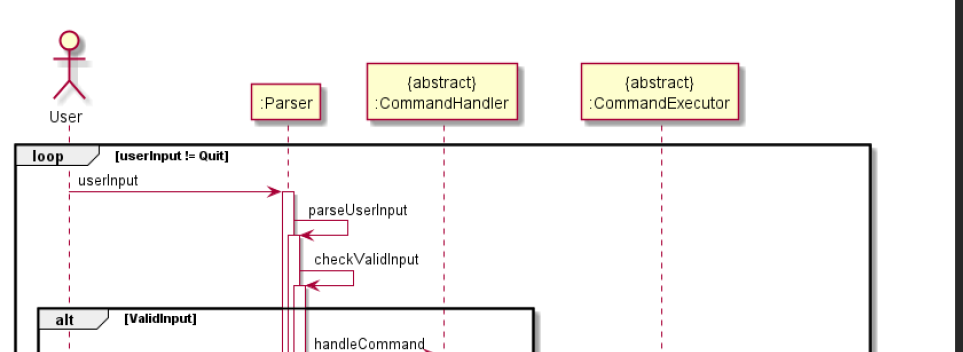 {abstract}
{abstract}
:Parser
:CommandHandler
:CommandExecutor
User
loop
[userInput != Quit]
userInput
parseUserInput
checkValidInput
alt
[ValidInput]
handleCommand